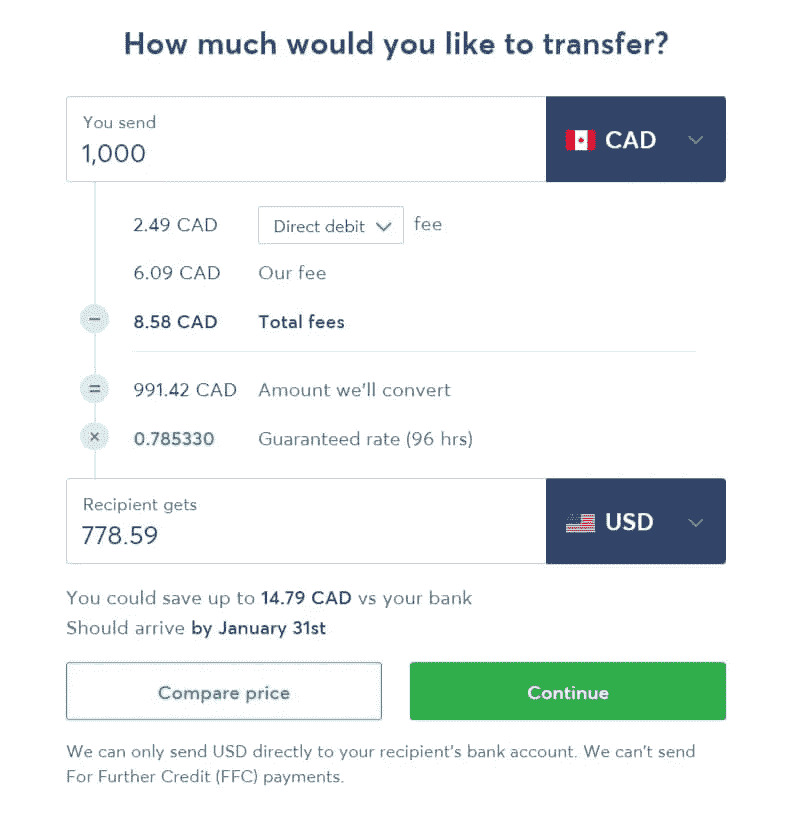 How much would you like to transfer?
You send
1,000
CAD
2.49 CAD Direct debit fee
6.09 CAD Our fee
− 8.58 CAD Total fees
= 991.42 CAD Amount we'll convert
× 0.785330 Guaranteed rate (96 hrs)
Recipient gets
778.59
USD
You could save up to 14.79 CAD vs your bank
Should arrive by January 31st
Compare price Continue
We can only send USD directly to your recipient's bank account. We can't send
For Further Credit (FFC) payments.